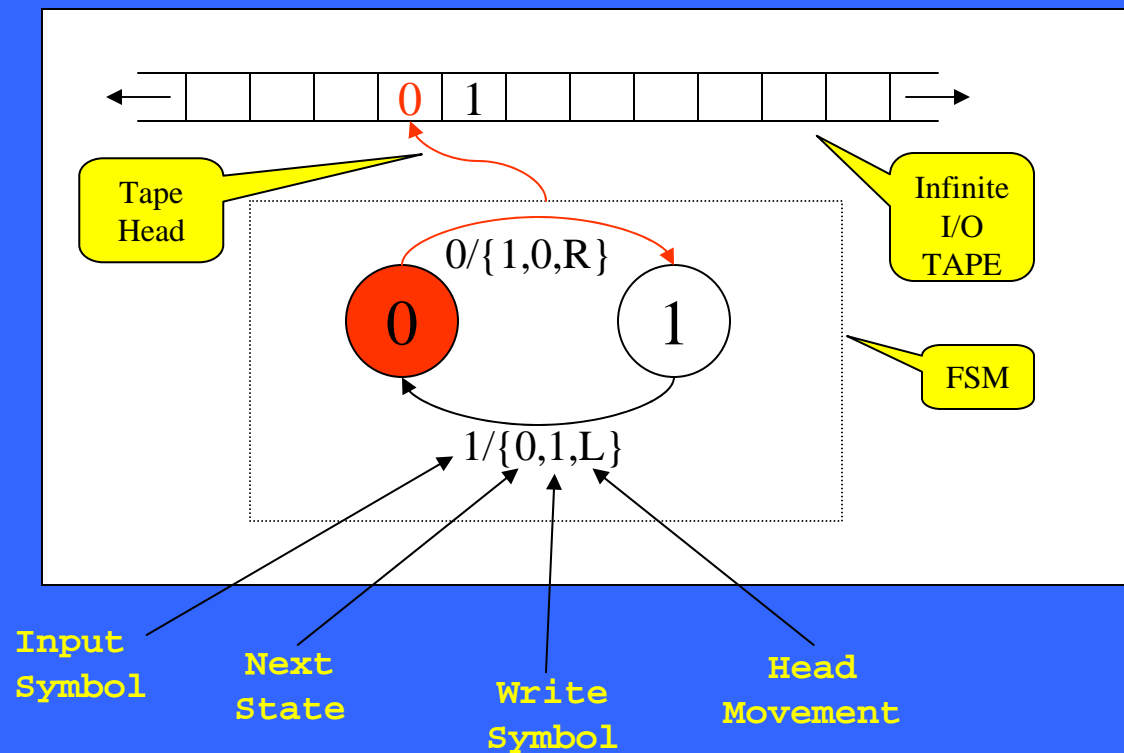 0 1
Tape
Head
Infinite
I/O
TAPE
0/{1,0,R}
0
1
FSM
1/{0,1,L}
Input
Symbol
Next
State
Write
Symbol
Head
Movement